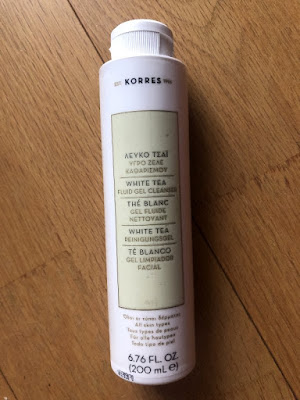 KORRES
ΛΕΥΚΟ ΤΣΑΪ
ΥΓΡΟ ΖΕΛΕ
ΚΑΘΑΡΙΣΜΟΥ
WHITE TEA
FLUID GEL CLEANSER
THÉ BLANC
GEL FLUIDE
NETTOYANT
WHITE TEA
REINIGUNGSGEL
TÉ BLANCO
GEL LIMPIADOR
FACIAL
Όλοι οι τύποι δέρματος
All skin types
Tous types de peaux
Für alle hauttypen
Todo tipo de piel
6.76 FL. OZ.
(200 mL e)